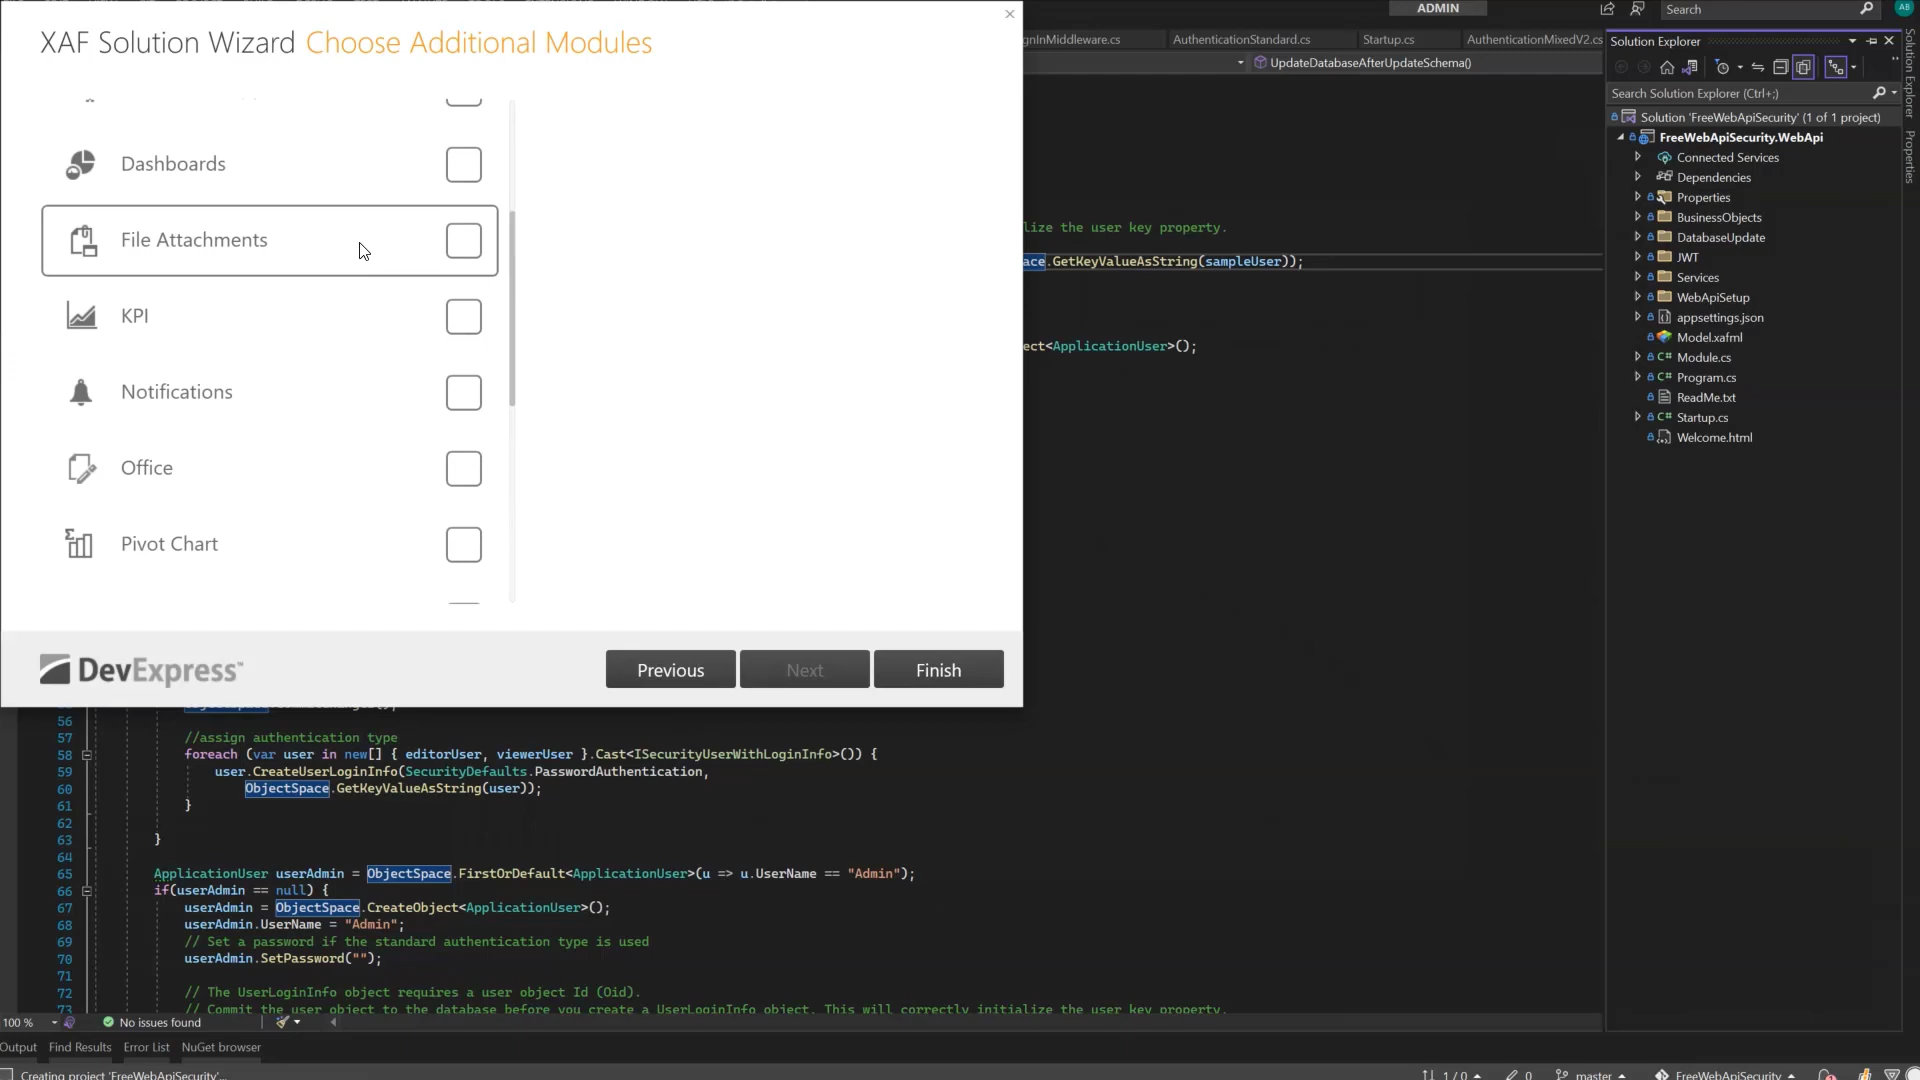 XAF Solution Wizard Choose Additional Modules
Dashboards
File Attachments
KPI
Notifications
Office
Pivot Chart
DevExpress™
Previous
Next
Finish
ADMIN
Search
AB
gnInMiddleware.cs
AuthenticationStandard.cs
Startup.cs
AuthenticationMixedV2.cs
UpdateDatabaseAfterUpdateSchema()
lize the user key property.
ace.GetKeyValueAsString(sampleUser));
ect<ApplicationUser>();
56
57 //assign authentication type
58 foreach (var user in new[] { editorUser, viewerUser }.Cast<ISecurityUserWithLoginInfo>()) {
59 user.CreateUserLoginInfo(SecurityDefaults.PasswordAuthentication,
60 ObjectSpace.GetKeyValueAsString(user));
61 }
62
63 }
64
65 ApplicationUser userAdmin = ObjectSpace.FirstOrDefault<ApplicationUser>(u => u.UserName == "Admin");
66 if(userAdmin == null) {
67 userAdmin = ObjectSpace.CreateObject<ApplicationUser>();
68 userAdmin.UserName = "Admin";
69 // Set a password if the standard authentication type is used
70 userAdmin.SetPassword("");
71
72 // The UserLoginInfo object requires a user object Id (Oid).
73 // Commit the user object to the database before you create a UserLoginInfo object. This will correctly initialize the user key property.
100 %
No issues found
Output
Find Results
Error List
NuGet browser
Creating project 'FreeWebApiSecurity'...
1 / 0
0
master
FreeWebApiSecurity
Solution Explorer
Search Solution Explorer (Ctrl+;)
Solution 'FreeWebApiSecurity' (1 of 1 project)
FreeWebApiSecurity.WebApi
Connected Services
Dependencies
Properties
BusinessObjects
DatabaseUpdate
JWT
Services
WebApiSetup
appsettings.json
Model.xafml
C# Module.cs
C# Program.cs
ReadMe.txt
C# Startup.cs
Welcome.html
Solution Explorer
Properties